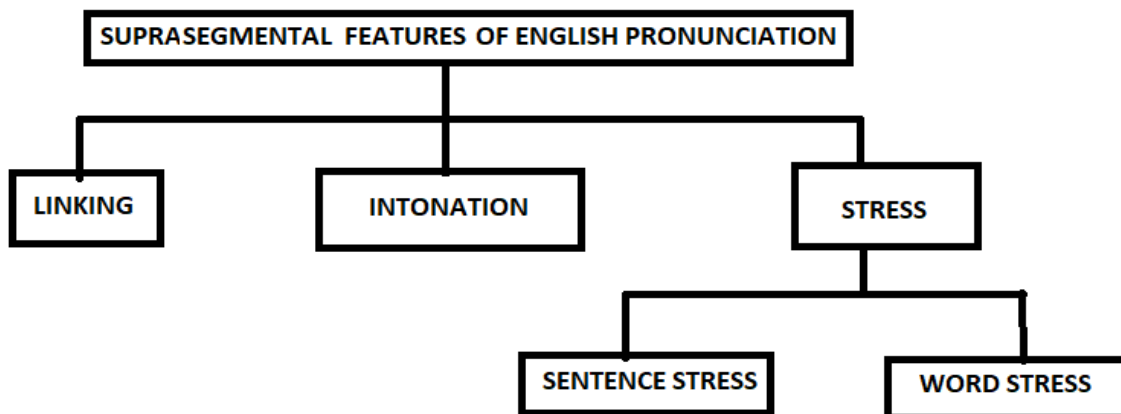 SUPRASEGMENTAL FEATURES OF ENGLISH PRONUNCIATION
LINKING
INTONATION
STRESS
SENTENCE STRESS
WORD STRESS